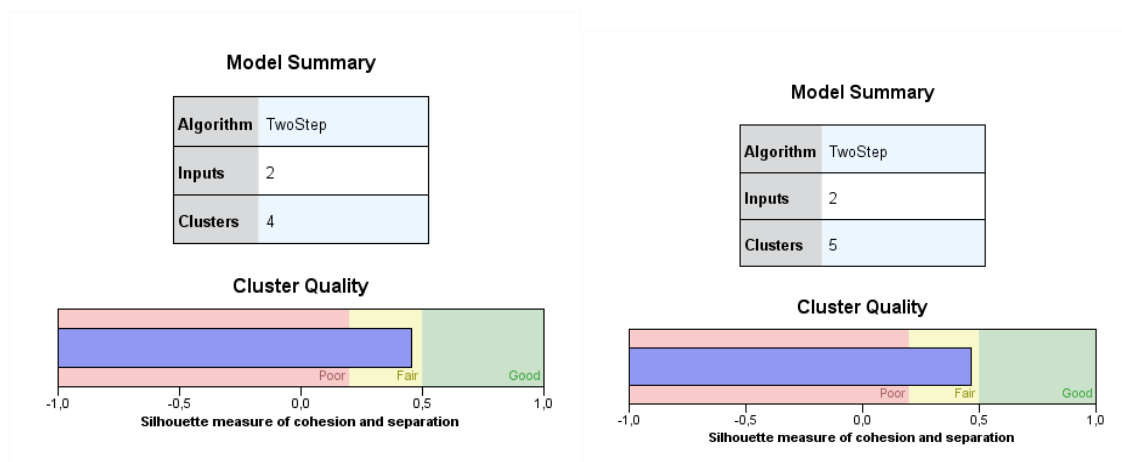 Model Summary
Algorithm TwoStep
Inputs 2
Clusters 4
Cluster Quality
Poor Fair Good
-1,0 -0,5 0,0 0,5 1,0
Silhouette measure of cohesion and separation
Model Summary
Algorithm TwoStep
Inputs 2
Clusters 5
Cluster Quality
Poor Fair Good
-1,0 -0,5 0,0 0,5 1,0
Silhouette measure of cohesion and separation